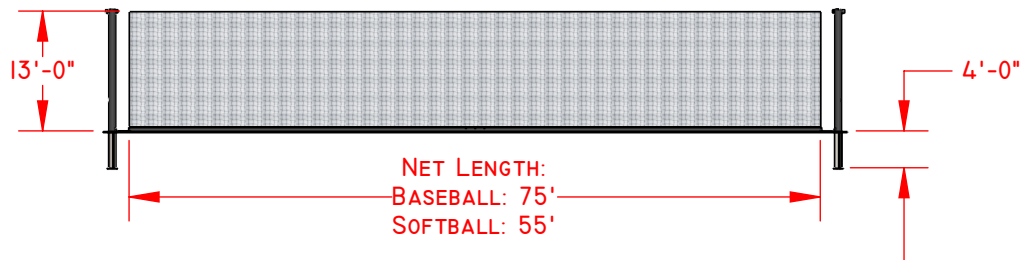 13'-0"
4'-0"
NET LENGTH:
BASEBALL: 75'
SOFTBALL: 55'